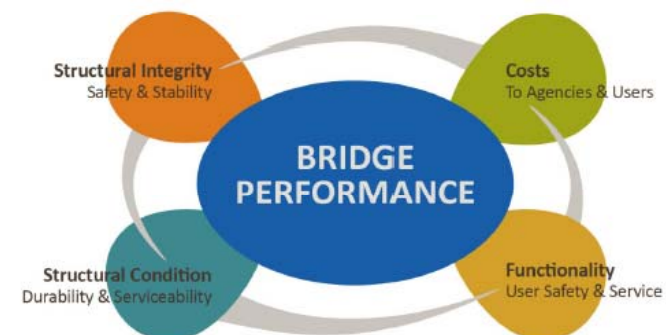 Structural Integrity
Safety & Stability
Costs
To Agencies & Users
BRIDGE
PERFORMANCE
Structural Condition
Durability & Serviceability
Functionality
User Safety & Service